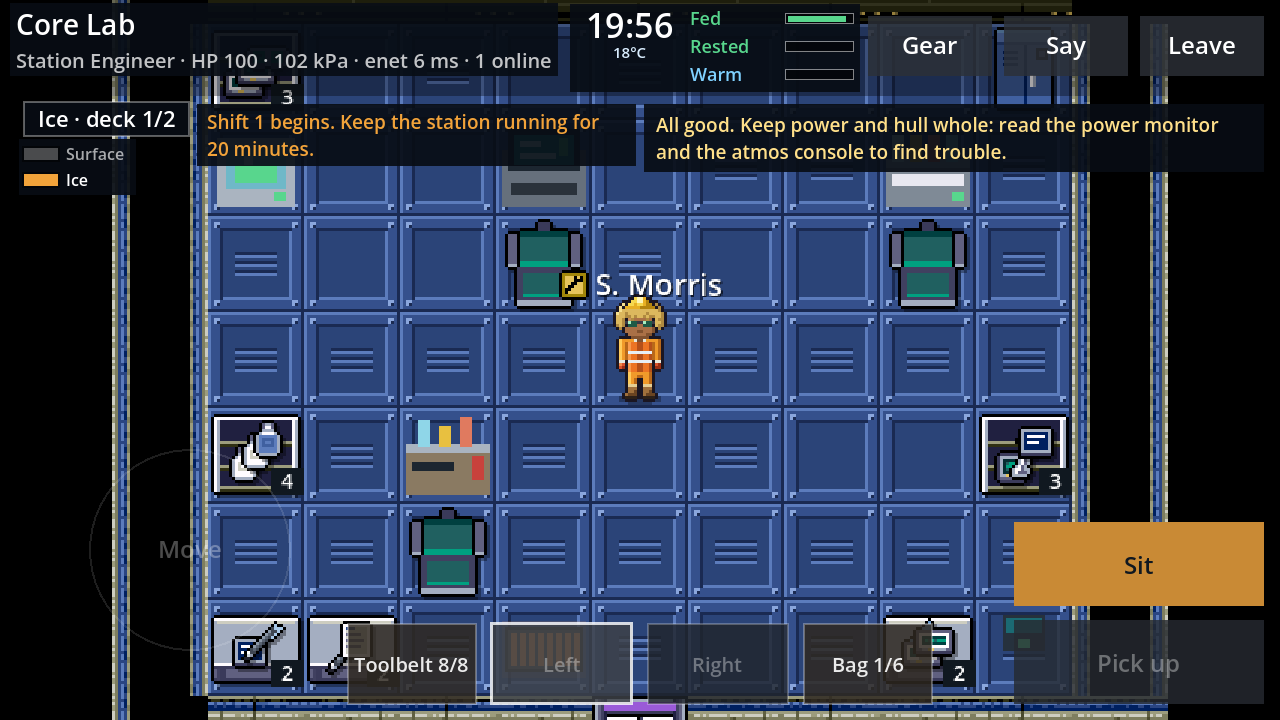 Core Lab
Station Engineer · HP 100 · 102 kPa · enet 6 ms · 1 online
19:56
18°C
Fed
Rested
Warm
Gear
Say
Leave
3
Ice · deck 1/2
Surface
Ice
Shift 1 begins. Keep the station running for
20 minutes.
All good. Keep power and hull whole: read the power monitor
and the atmos console to find trouble.
S. Morris
4
3
Move
Sit
2
2
2
Toolbelt 8/8
Left
Right
Bag 1/6
Pick up